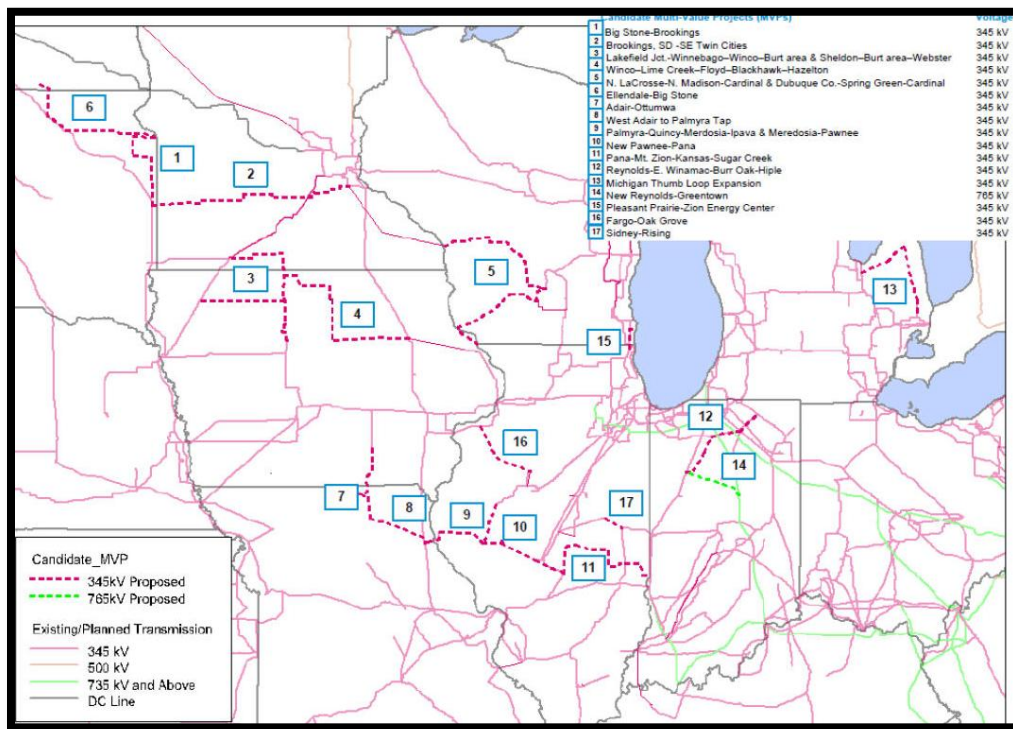 Candidate Multi-Value Projects (MVPs) Voltage
1 Big Stone-Brookings 345 kV
2 Brookings, SD -SE Twin Cities 345 kV
3 Lakefield Jct.-Winnebago–Winco–Burt area & Sheldon–Burt area–Webster 345 kV
4 Winco–Lime Creek–Floyd–Blackhawk–Hazelton 345 kV
5 N. LaCrosse-N. Madison-Cardinal & Dubuque Co.-Spring Green-Cardinal 345 kV
6 Ellendale-Big Stone 345 kV
7 Adair-Ottumwa 345 kV
8 West Adair to Palmyra Tap 345 kV
9 Palmyra-Quincy-Merdosia-Ipava & Meredosia-Pawnee 345 kV
10 New Pawnee-Pana 345 kV
11 Pana-Mt. Zion-Kansas-Sugar Creek 345 kV
12 Reynolds-E. Winamac-Burr Oak-Hiple 345 kV
13 Michigan Thumb Loop Expansion 345 kV
14 New Reynolds-Greentown 765 kV
15 Pleasant Prairie-Zion Energy Center 345 kV
16 Fargo-Oak Grove 345 kV
17 Sidney-Rising 345 kV
6
1
2
3
4
5
13
15
12
14
16
7
8
9
10
17
11
Candidate_MVP
345kV Proposed
765kV Proposed
Existing/Planned Transmission
345 kV
500 kV
735 kV and Above
DC Line